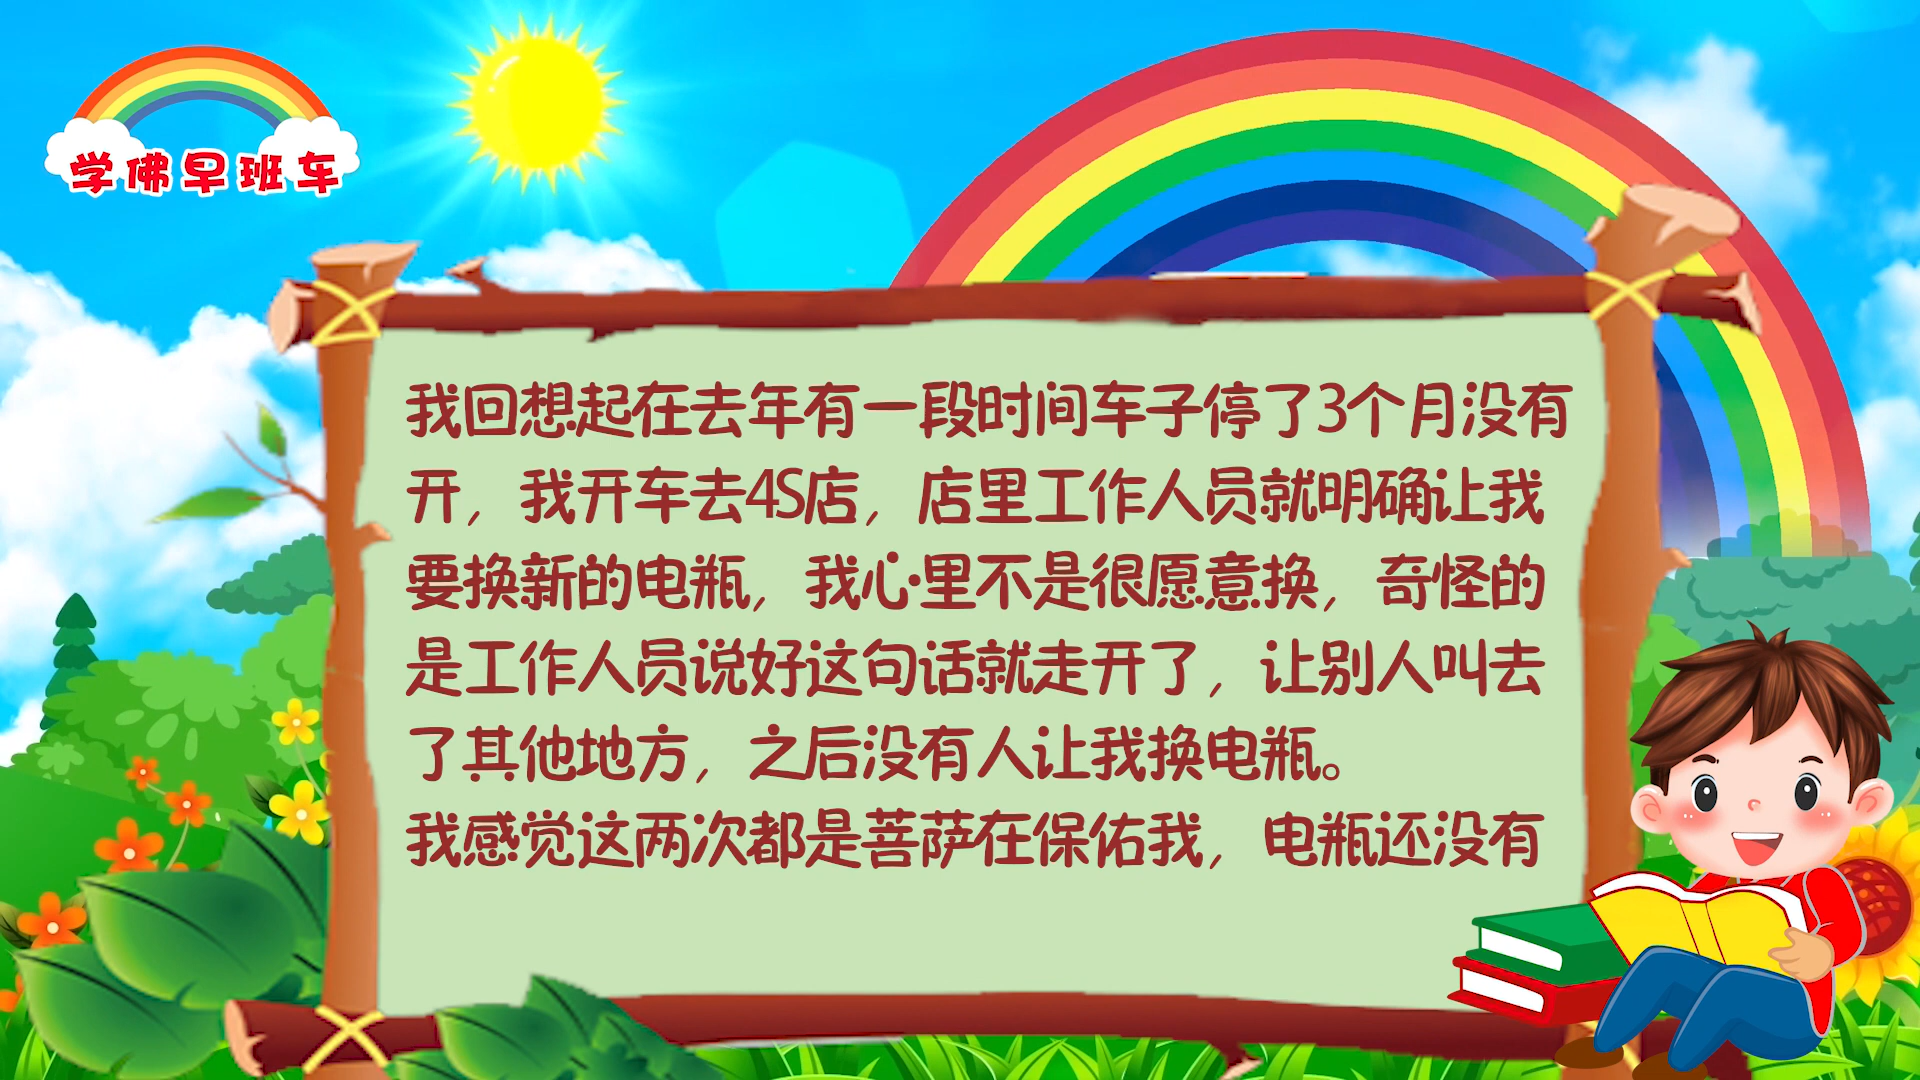 学佛早班车
我回想起在去年有一段时间车子停了3个月没有
开，我开车去4S店，店里工作人员就明确让我
要换新的电瓶，我心里不是很愿意换，奇怪的
是工作人员说好这句话就走开了，让别人叫去
了其他地方，之后没有人让我换电瓶。
我感觉这两次都是菩萨在保佑我，电瓶还没有